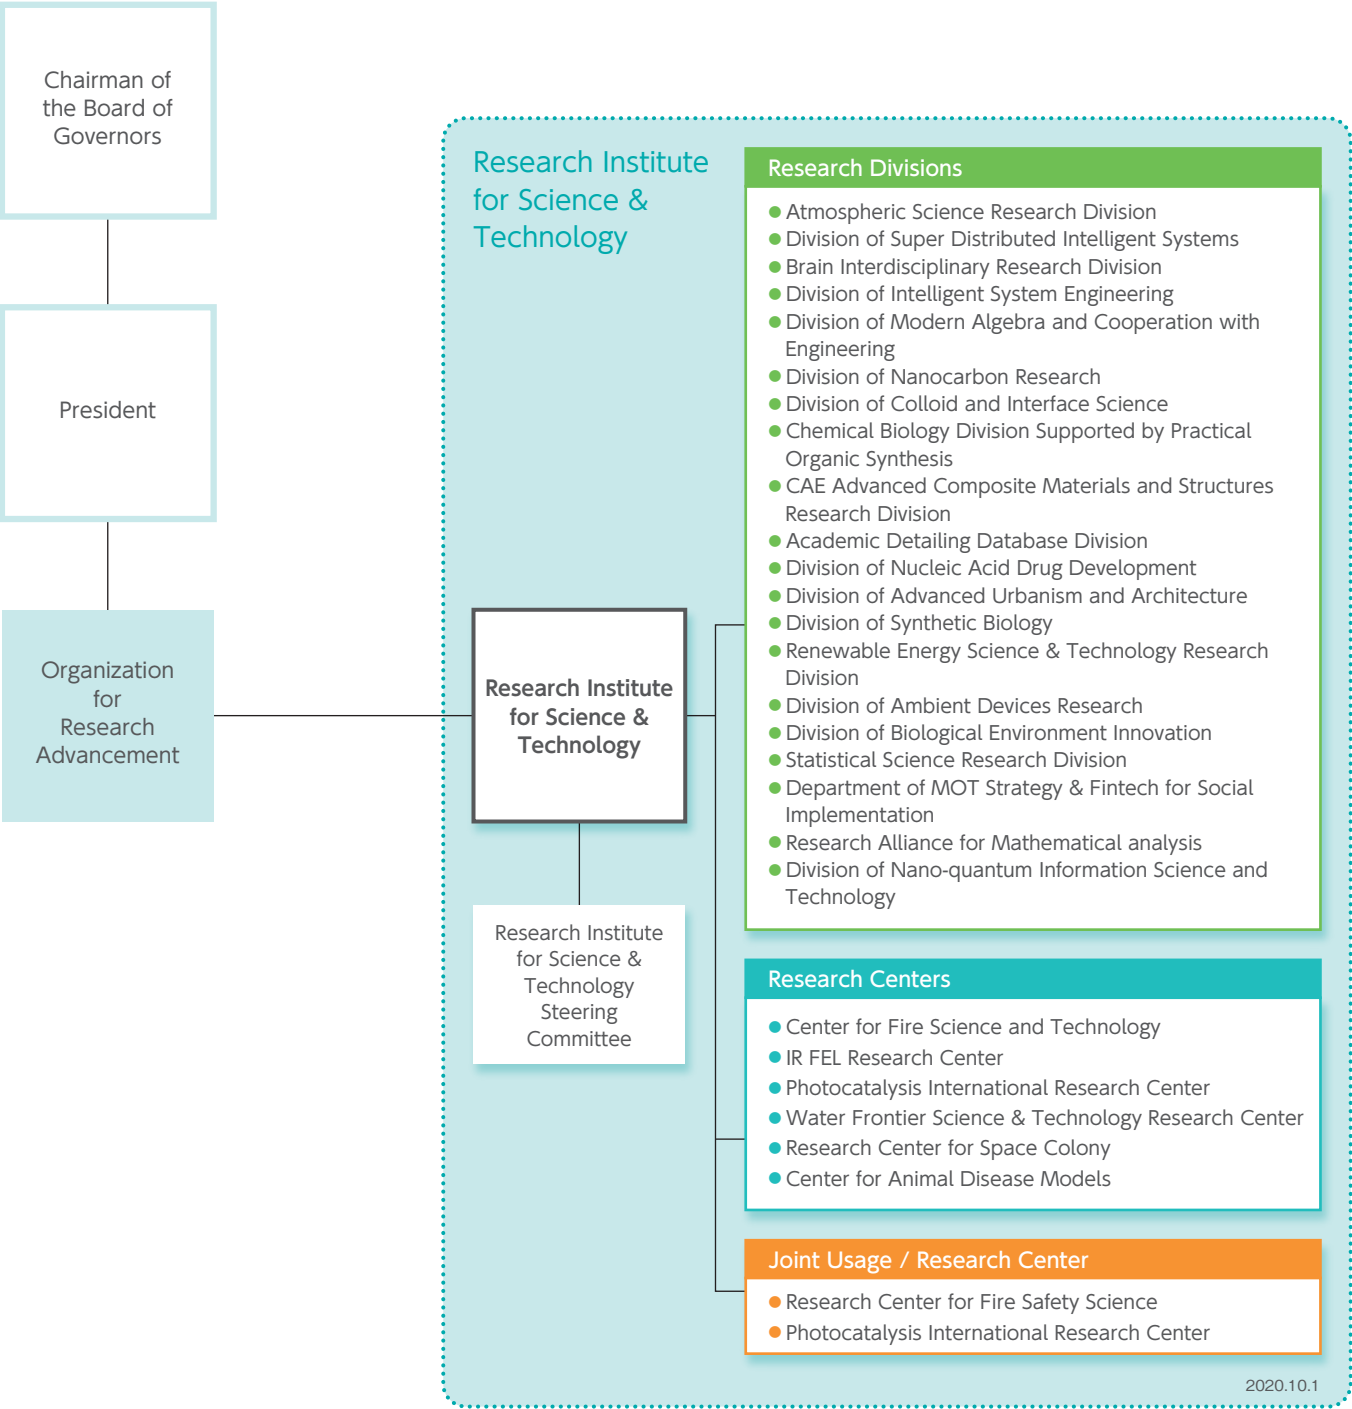 Chairman of
the Board of
Governors
President
Organization
for
Research
Advancement
Research Institute
for Science &
Technology
Research Institute
for Science &
Technology
Research Institute
for Science &
Technology
Steering
Committee
Research Divisions
Atmospheric Science Research Division
Division of Super Distributed Intelligent Systems
Brain Interdisciplinary Research Division
Division of Intelligent System Engineering
Division of Modern Algebra and Cooperation with
Engineering
Division of Nanocarbon Research
Division of Colloid and Interface Science
Chemical Biology Division Supported by Practical
Organic Synthesis
CAE Advanced Composite Materials and Structures
Research Division
Academic Detailing Database Division
Division of Nucleic Acid Drug Development
Division of Advanced Urbanism and Architecture
Division of Synthetic Biology
Renewable Energy Science & Technology Research
Division
Division of Ambient Devices Research
Division of Biological Environment Innovation
Statistical Science Research Division
Department of MOT Strategy & Fintech for Social
Implementation
Research Alliance for Mathematical analysis
Division of Nano-quantum Information Science and
Technology
Research Centers
Center for Fire Science and Technology
IR FEL Research Center
Photocatalysis International Research Center
Water Frontier Science & Technology Research Center
Research Center for Space Colony
Center for Animal Disease Models
Joint Usage / Research Center
Research Center for Fire Safety Science
Photocatalysis International Research Center
2020.10.1